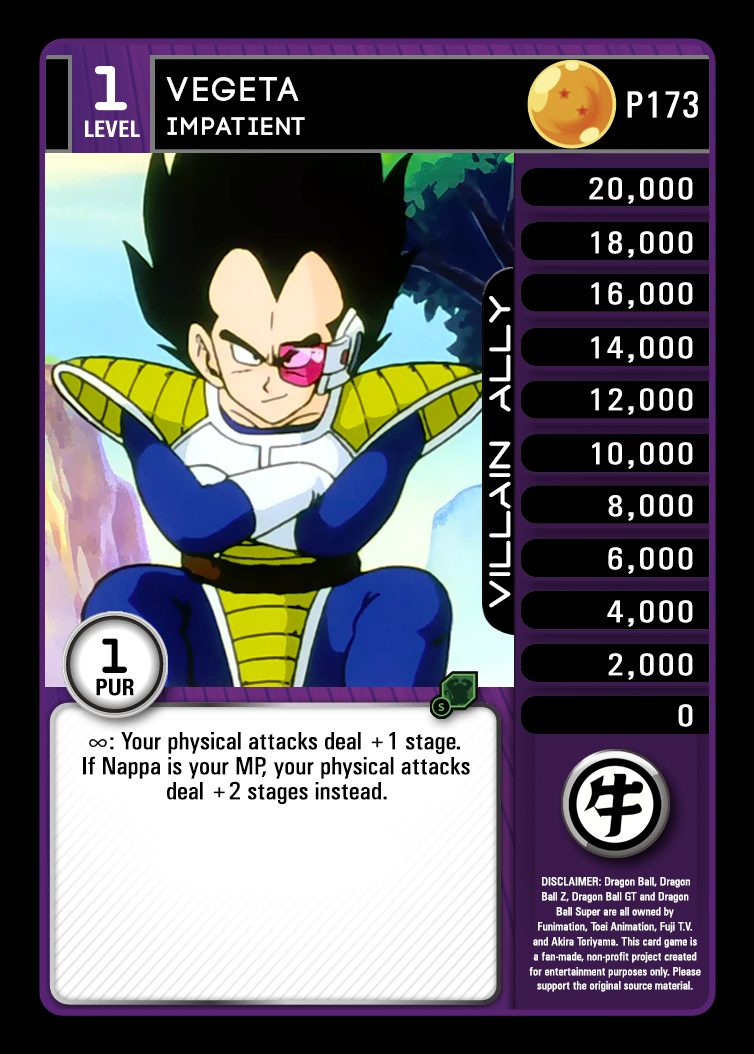 1
LEVEL
VEGETA
IMPATIENT
P173
20,000
18,000
16,000
14,000
12,000
10,000
8,000
6,000
4,000
2,000
0
VILLAIN ALLY
1
PUR
S
∞: Your physical attacks deal +1 stage.
If Nappa is your MP, your physical attacks
deal +2 stages instead.
牛
DISCLAIMER: Dragon Ball, Dragon
Ball Z, Dragon Ball GT and Dragon
Ball Super are all owned by
Funimation, Toei Animation, Fuji T.V.
and Akira Toriyama. This card game is
a fan-made, non-profit project created
for entertainment purposes only. Please
support the original source material.